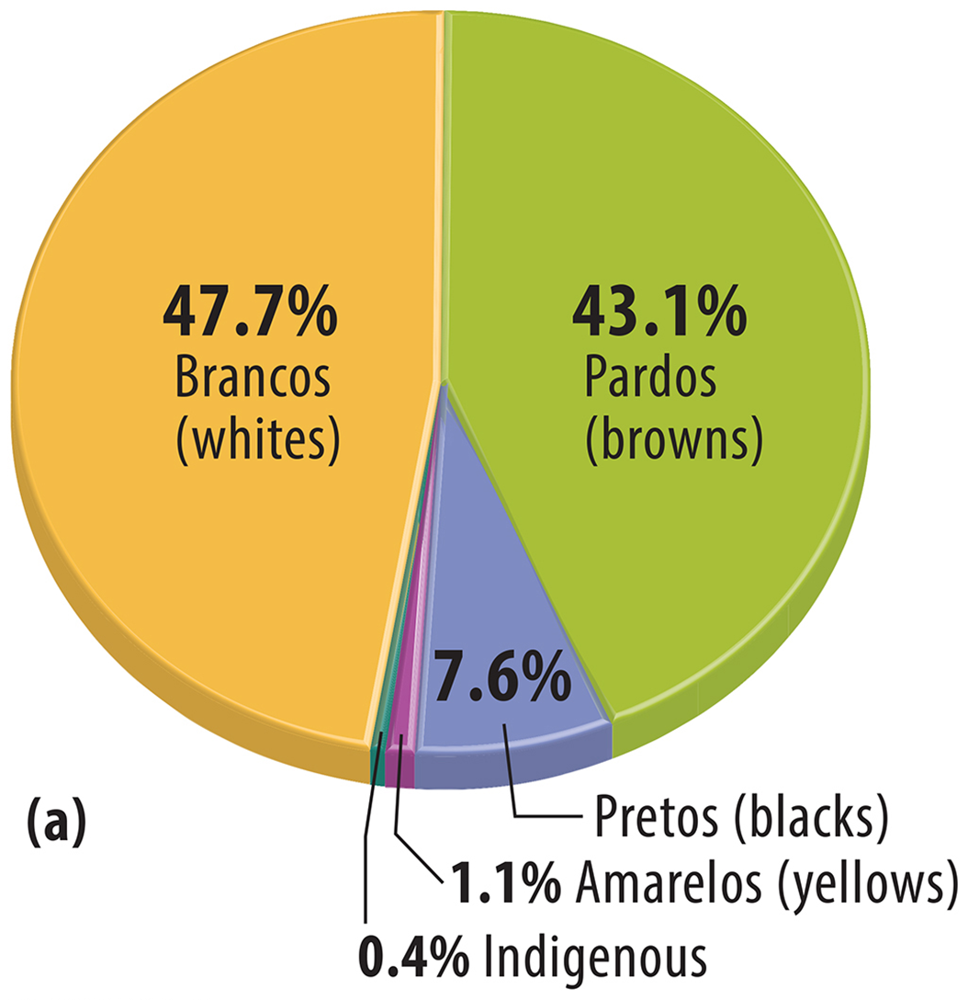 47.7%
Brancos
(whites)
43.1%
Pardos
(browns)
7.6%
Pretos (blacks)
(a)
1.1% Amarelos (yellows)
0.4% Indigenous